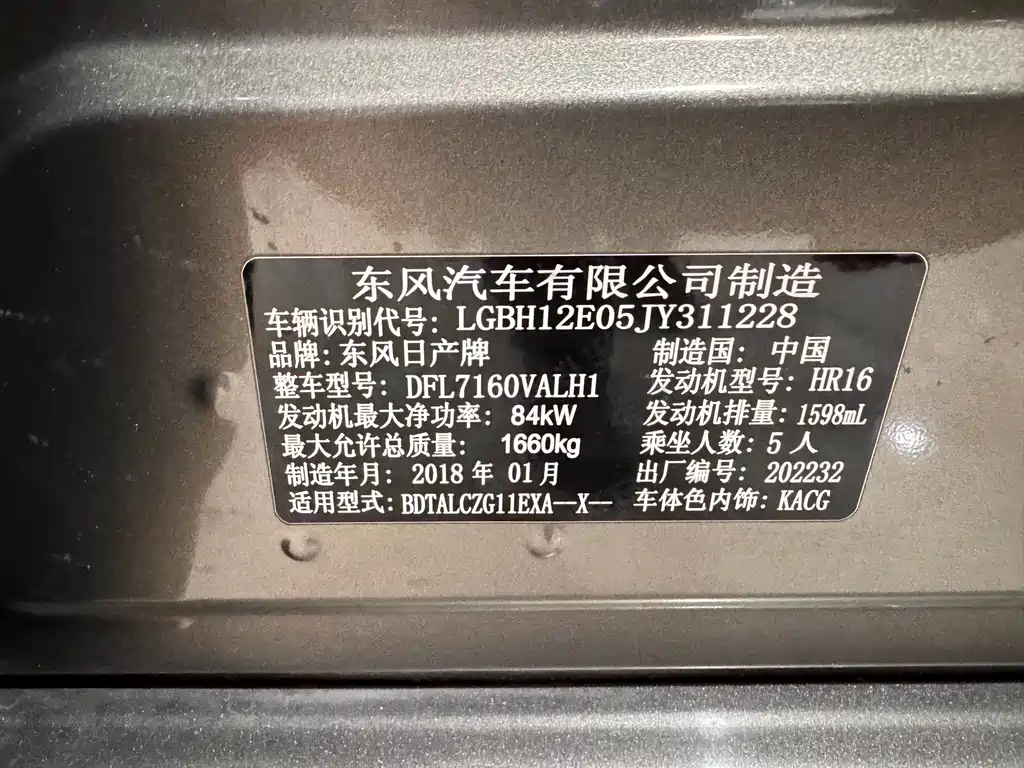 东风汽车有限公司制造
车辆识别代号: LGBH12E05JY311228
品牌: 东风日产牌 制造国: 中国
整车型号: DFL7160VALH1 发动机型号: HR16
发动机最大净功率: 84kW 发动机排量: 1598mL
最大允许总质量: 1660kg 乘坐人数: 5 人
制造年月: 2018 年 01 月 出厂编号: 202232
适用型式: BDTALCZG11EXA--X-- 车体色内饰: KACG